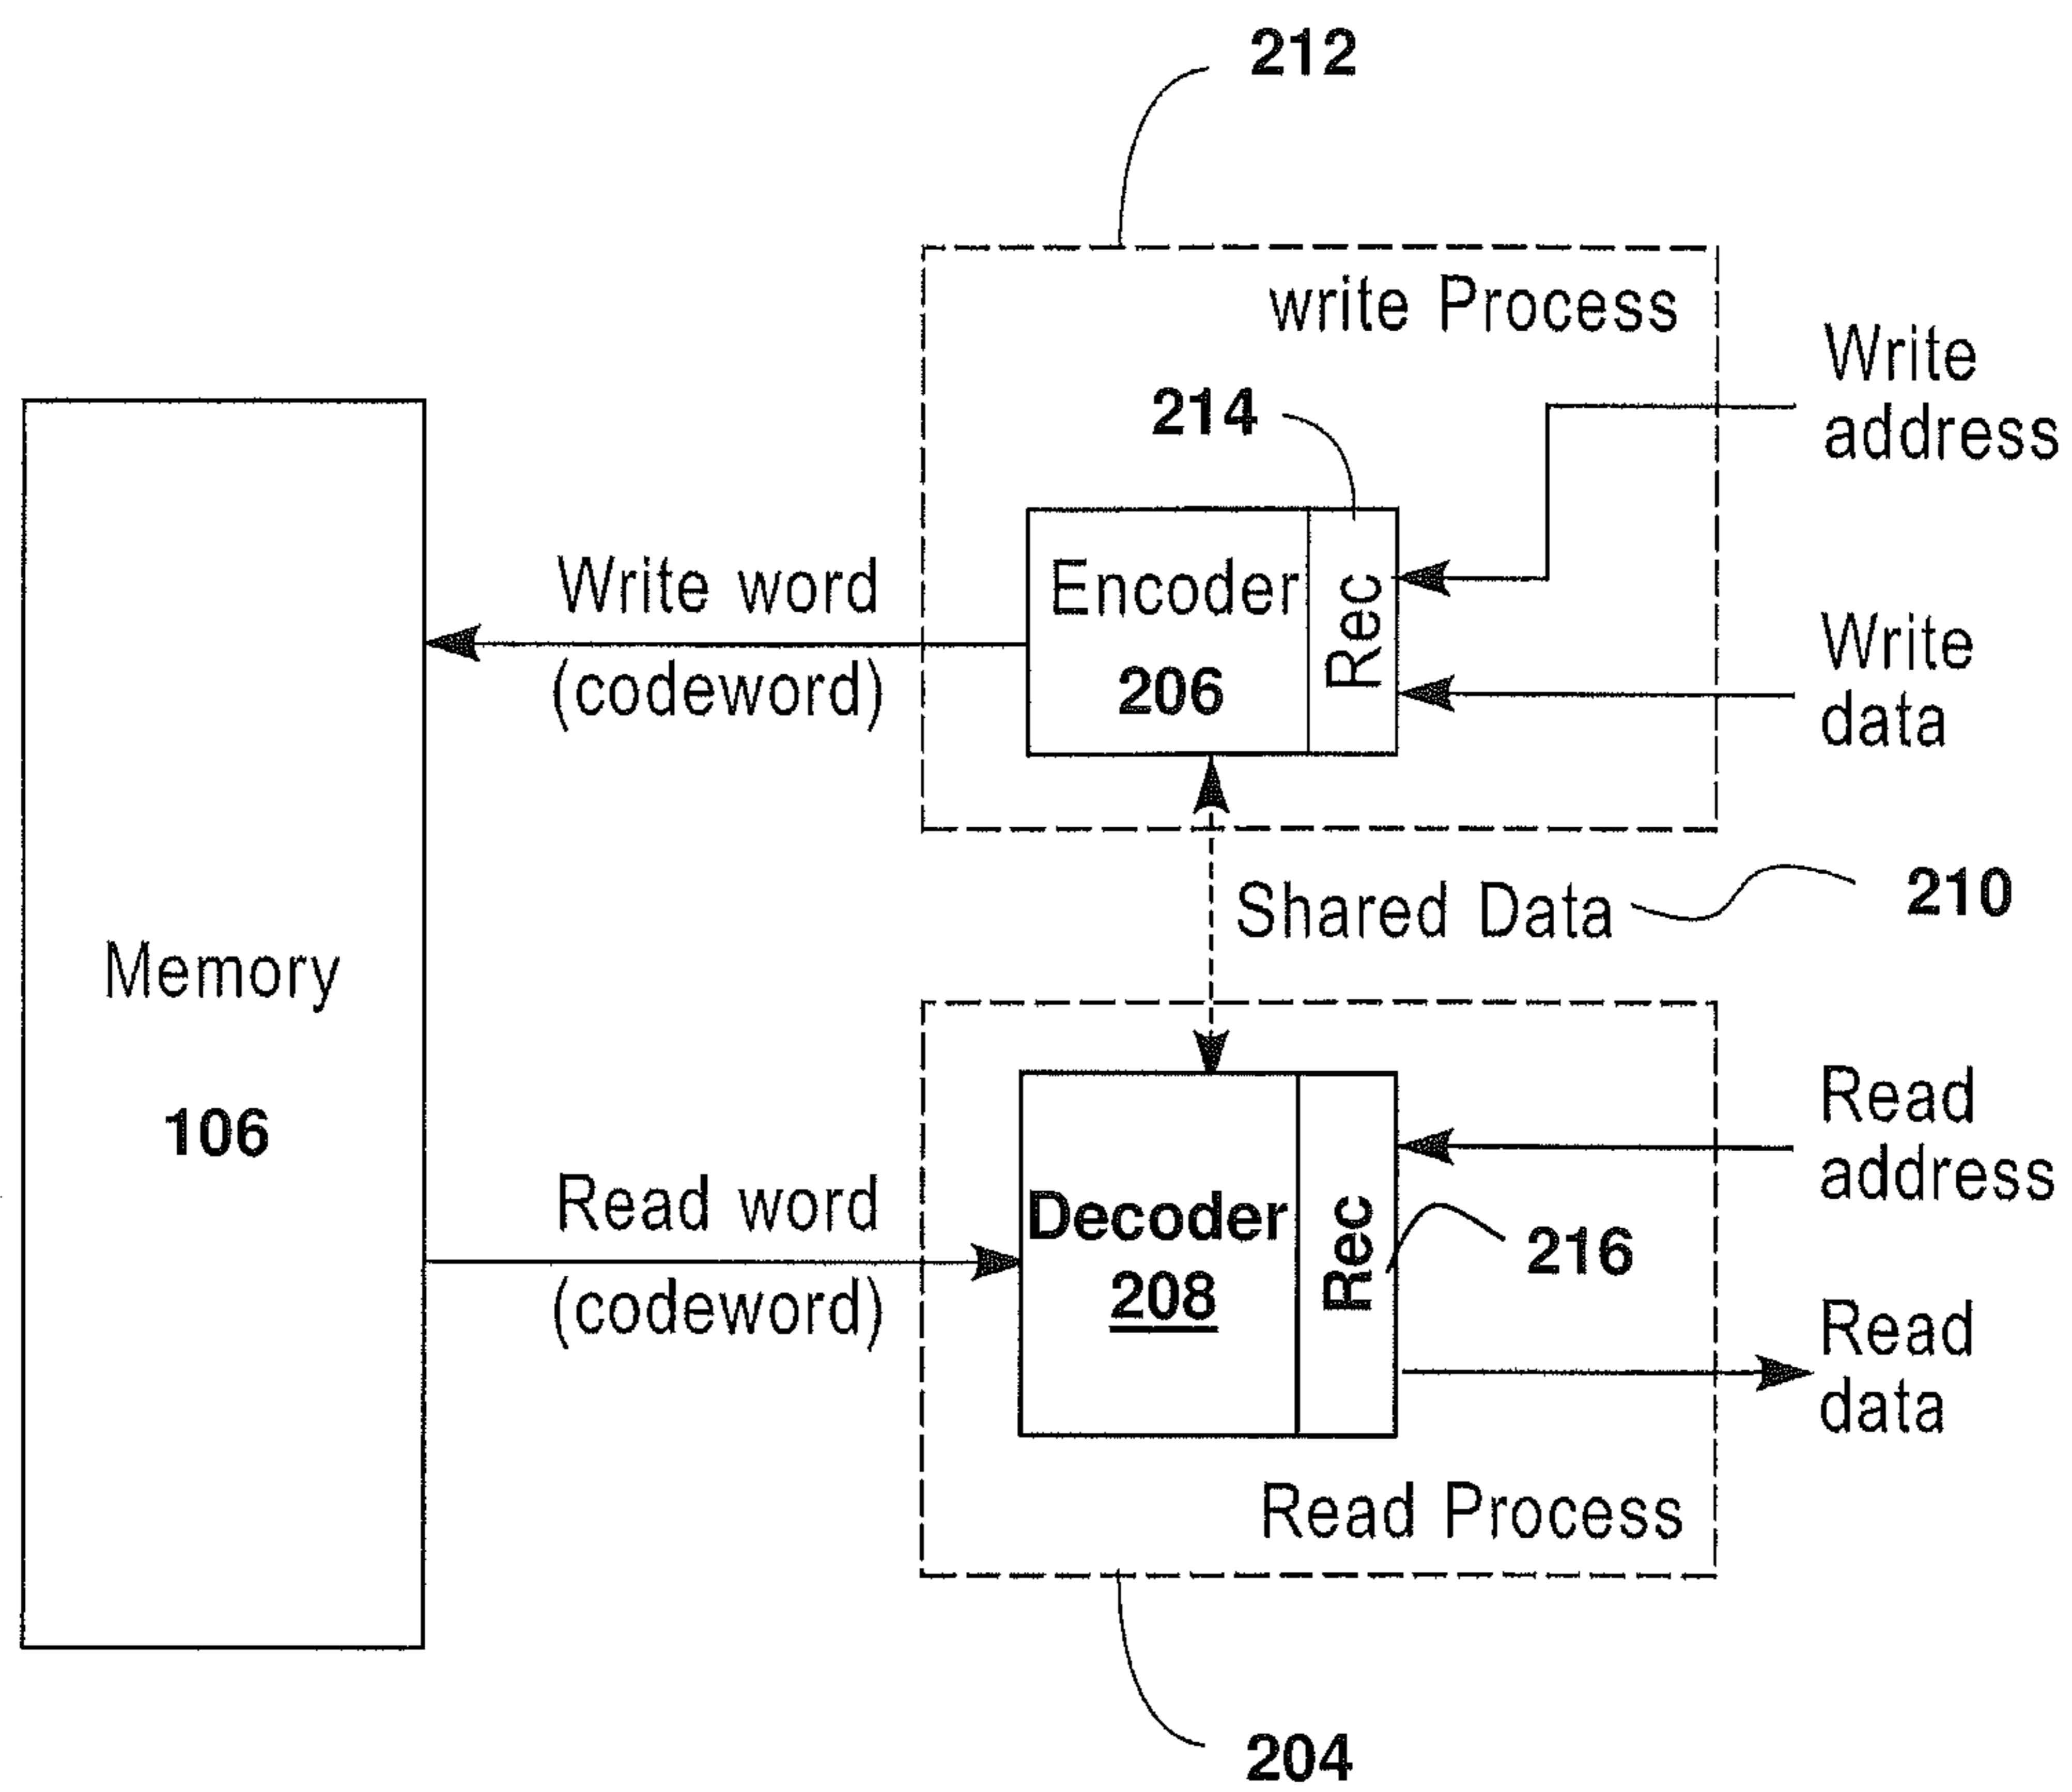 212
write Process
Write
address
214
Write word
(codeword)
Encoder
206
Rec
Write
data
Shared Data
210
Memory
106
Read word
(codeword)
Decoder
208
Rec
216
Read
address
Read
data
Read Process
204